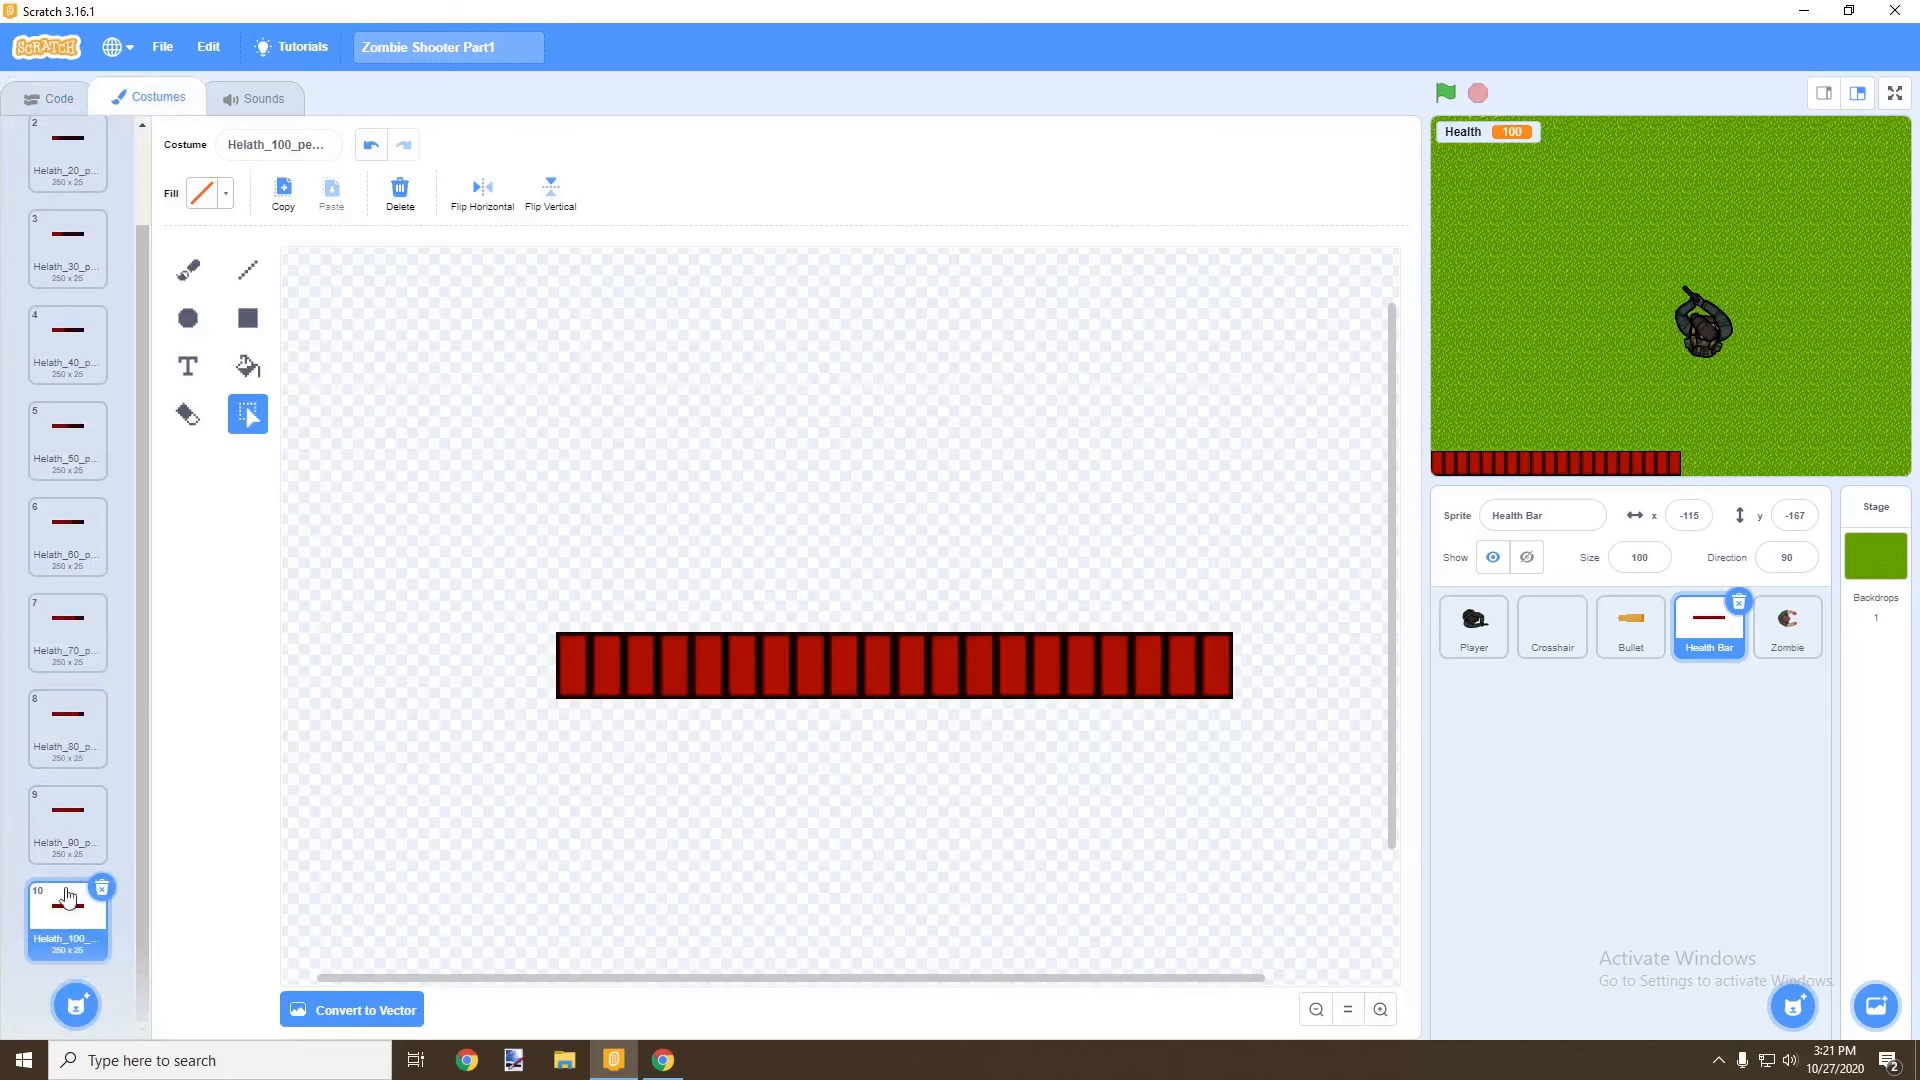 Scratch 3.16.1
SCRATCH
File
Edit
Tutorials
Zombie Shooter Part1
Code
Costumes
Sounds
2
Helath_20_p...
250 x 25
3
Helath_30_p...
250 x 25
4
Helath_40_p...
250 x 25
5
Helath_50_p...
250 x 25
6
Helath_60_p...
250 x 25
7
Helath_70_p...
250 x 25
8
Helath_80_p...
250 x 25
9
Helath_90_p...
250 x 25
10
Helath_100_...
250 x 25
Costume
Helath_100_pe...
Fill
Copy
Paste
Delete
Flip Horizontal
Flip Vertical
T
Convert to Vector
Health 100
Sprite
Health Bar
x
-115
y
-167
Show
Size
100
Direction
90
Player
Crosshair
Bullet
Health Bar
Zombie
Stage
Backdrops
1
Activate Windows
Go to Settings to activate Windows.
Type here to search
3:21 PM
10/27/2020
2